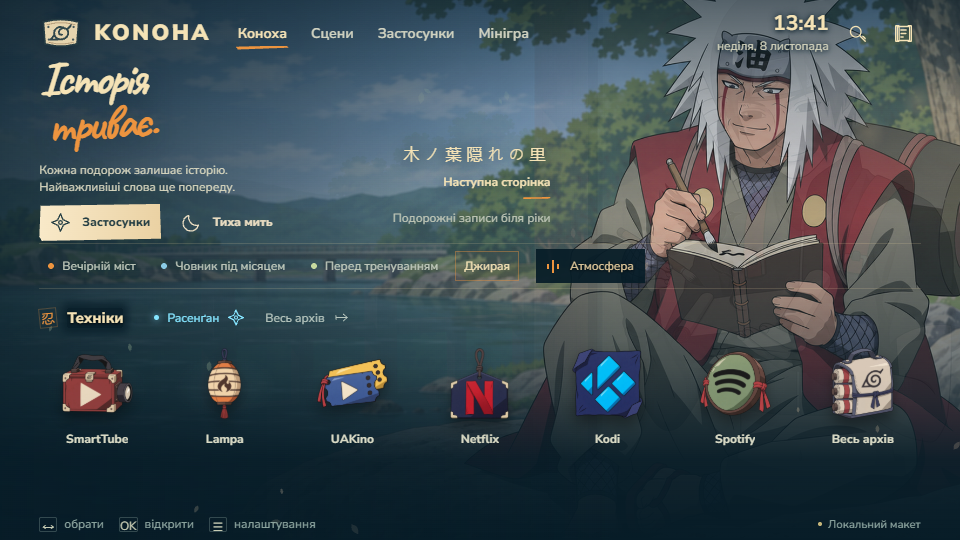 KONOHA
Коноха
Сцени
Застосунки
Мінігра
13:41
неділя, 8 листопада
油
Історія
триває.
木ノ葉隠れの里
Кожна подорож залишає історію.
Найважливіші слова ще попереду.
Наступна сторінка
Подорожні записи біля ріки
Застосунки
Тиха мить
Вечірній міст
Човник під місяцем
Перед тренуванням
Джирая
Атмосфера
忍
Техніки
Расенґан
Весь архів
N
SmartTube
Lampa
UAKino
Netflix
Kodi
Spotify
Весь архів
обрати
OK відкрити
налаштування
Локальний макет